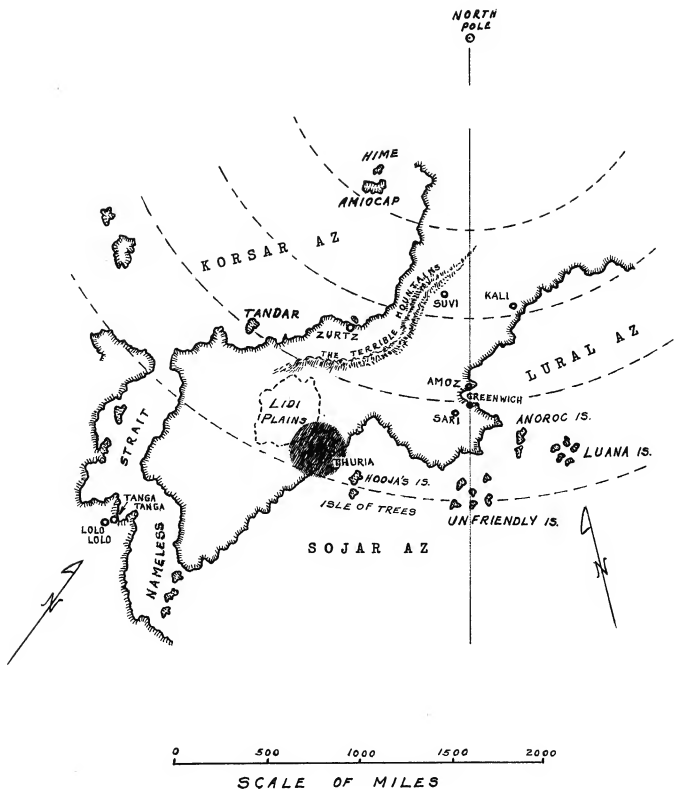 NORTH
POLE
HIME
AMIOCAP
KORSAR AZ
TANDAR
ZURTZ
THE TERRIBLE MOUNTAINS
SUVI
KALI
LURAL AZ
AMOZ
GREENWICH
SARI
LIDI
PLAINS
THURIA
ANOROC IS.
LUANA IS.
HOOJA'S IS.
ISLE OF TREES
UNFRIENDLY IS.
NAMELESS STRAIT
TANGA
TANGA
LOLO
LOLO
SOJAR AZ
N
N
0 500 1000 1500 2000
SCALE OF MILES